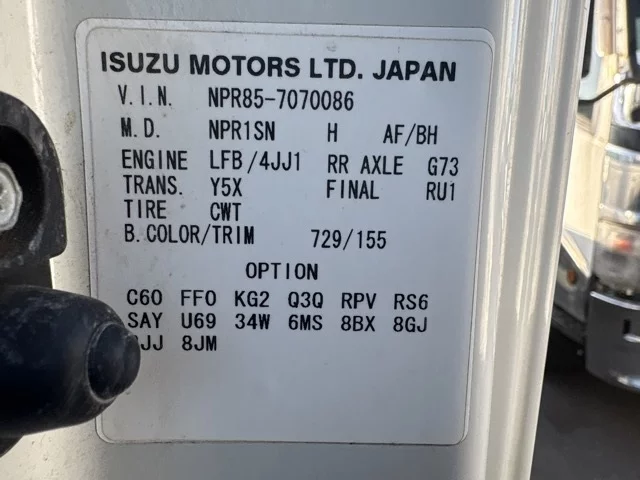 ISUZU MOTORS LTD. JAPAN
V.I.N. NPR85-7070086
M.D. NPR1SN H AF/BH
ENGINE LFB/4JJ1 RR AXLE G73
TRANS. Y5X FINAL RU1
TIRE CWT
B.COLOR/TRIM 729/155
OPTION
C60 FF0 KG2 Q3Q RPV RS6
SAY U69 34W 6MS 8BX 8GJ
8JM